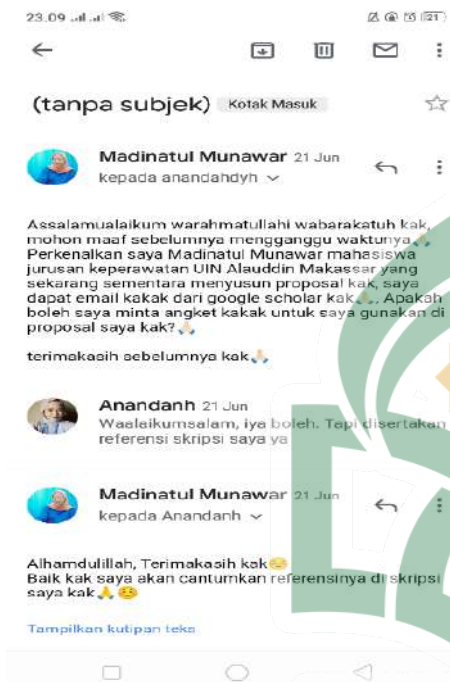 23.09
21
(tanpa subjek) Kotak Masuk
Madinatul Munawar 21 Jun
kepada anandahdyh
Assalamualaikum warahmatullahi wabarakatuh kak,
mohon maaf sebelumnya mengganggu waktunya🙏
Perkenalkan saya Madinatul Munawar mahasiswa
jurusan keperawatan UIN Alauddin Makassar yang
sekarang sementara menyusun proposal kak, saya
dapat email kakak dari google scholar kak🙏. Apakah
boleh saya minta angket kakak untuk saya gunakan di
proposal saya kak?🙏
terimakasih sebelumnya kak🙏
Anandanh 21 Jun
Waalaikumsalam, iya boleh. Tapi disertakan
referensi skripsi saya ya
Madinatul Munawar 21 Jun
kepada Anandanh
Alhamdulillah, Terimakasih kak😊
Baik kak saya akan cantumkan referensinya di skripsi
saya kak🙏😊
Tampilkan kutipan teks